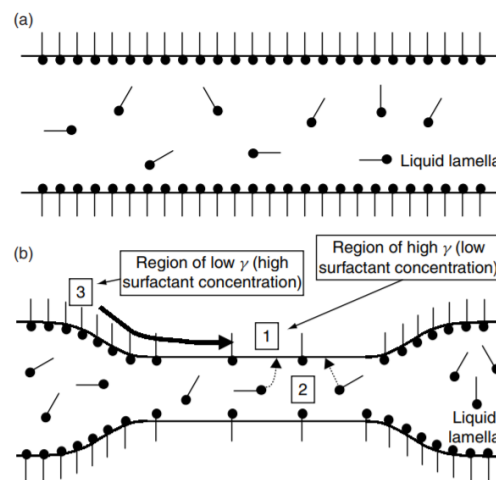 (a)
Liquid lamella
(b)
Region of low γ (high
surfactant concentration)
Region of high γ (low
surfactant concentration)
3
1
2
Liquid
lamella